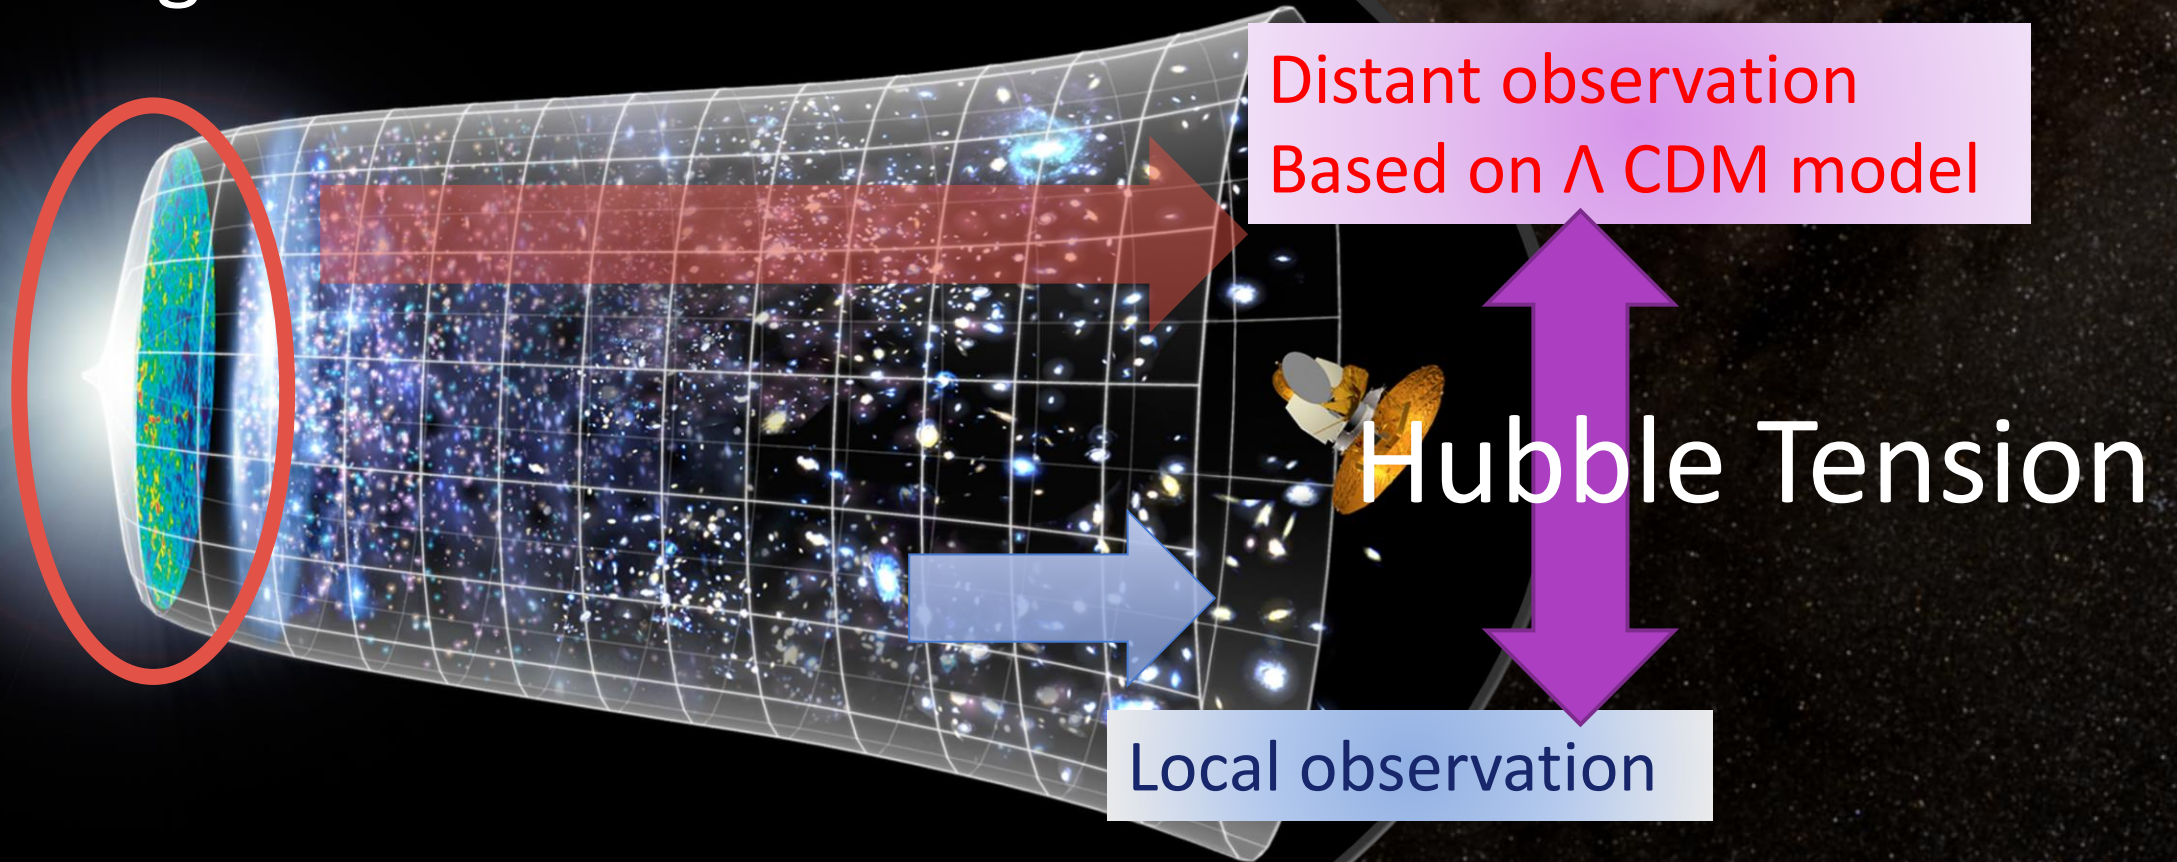 Distant observation
Based on Λ CDM model
Hubble Tension
Local observation